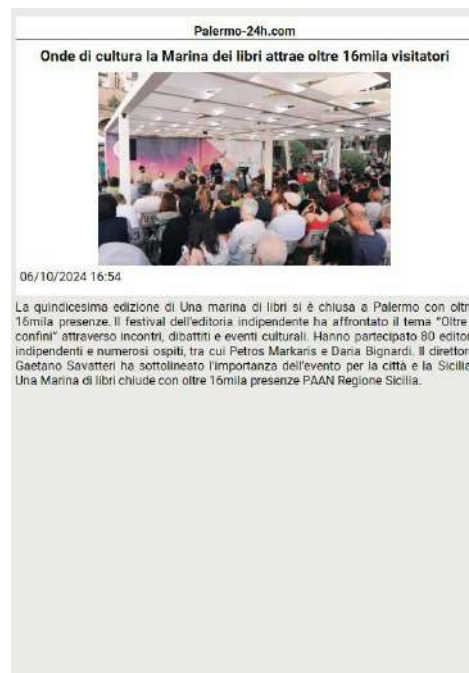 Palermo-24h.com
Onde di cultura la Marina dei libri attrae oltre 16mila visitatori
06/10/2024 16:54
La quindicesima edizione di Una marina di libri si è chiusa a Palermo con oltr
16mila presenze. Il festival dell'editoria indipendente ha affrontato il tema "Oltre
confini" attraverso incontri, dibattiti e eventi culturali. Hanno partecipato 80 editor
indipendenti e numerosi ospiti, tra cui Petros Markaris e Daria Bignardi. Il direttor
Gaetano Savatteri ha sottolineato l'importanza dell'evento per la città e la Sicilia
Una Marina di libri chiude con oltre 16mila presenze PAAN Regione Sicilia.